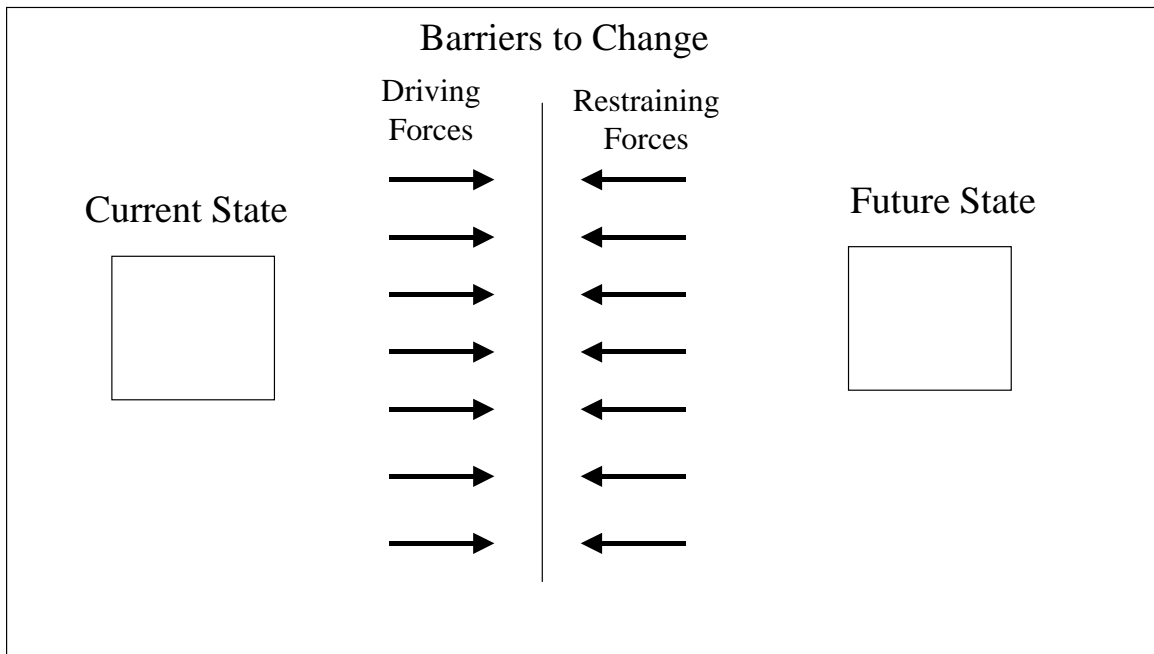 Barriers to Change
Driving
Forces
Restraining
Forces
Current State
Future State